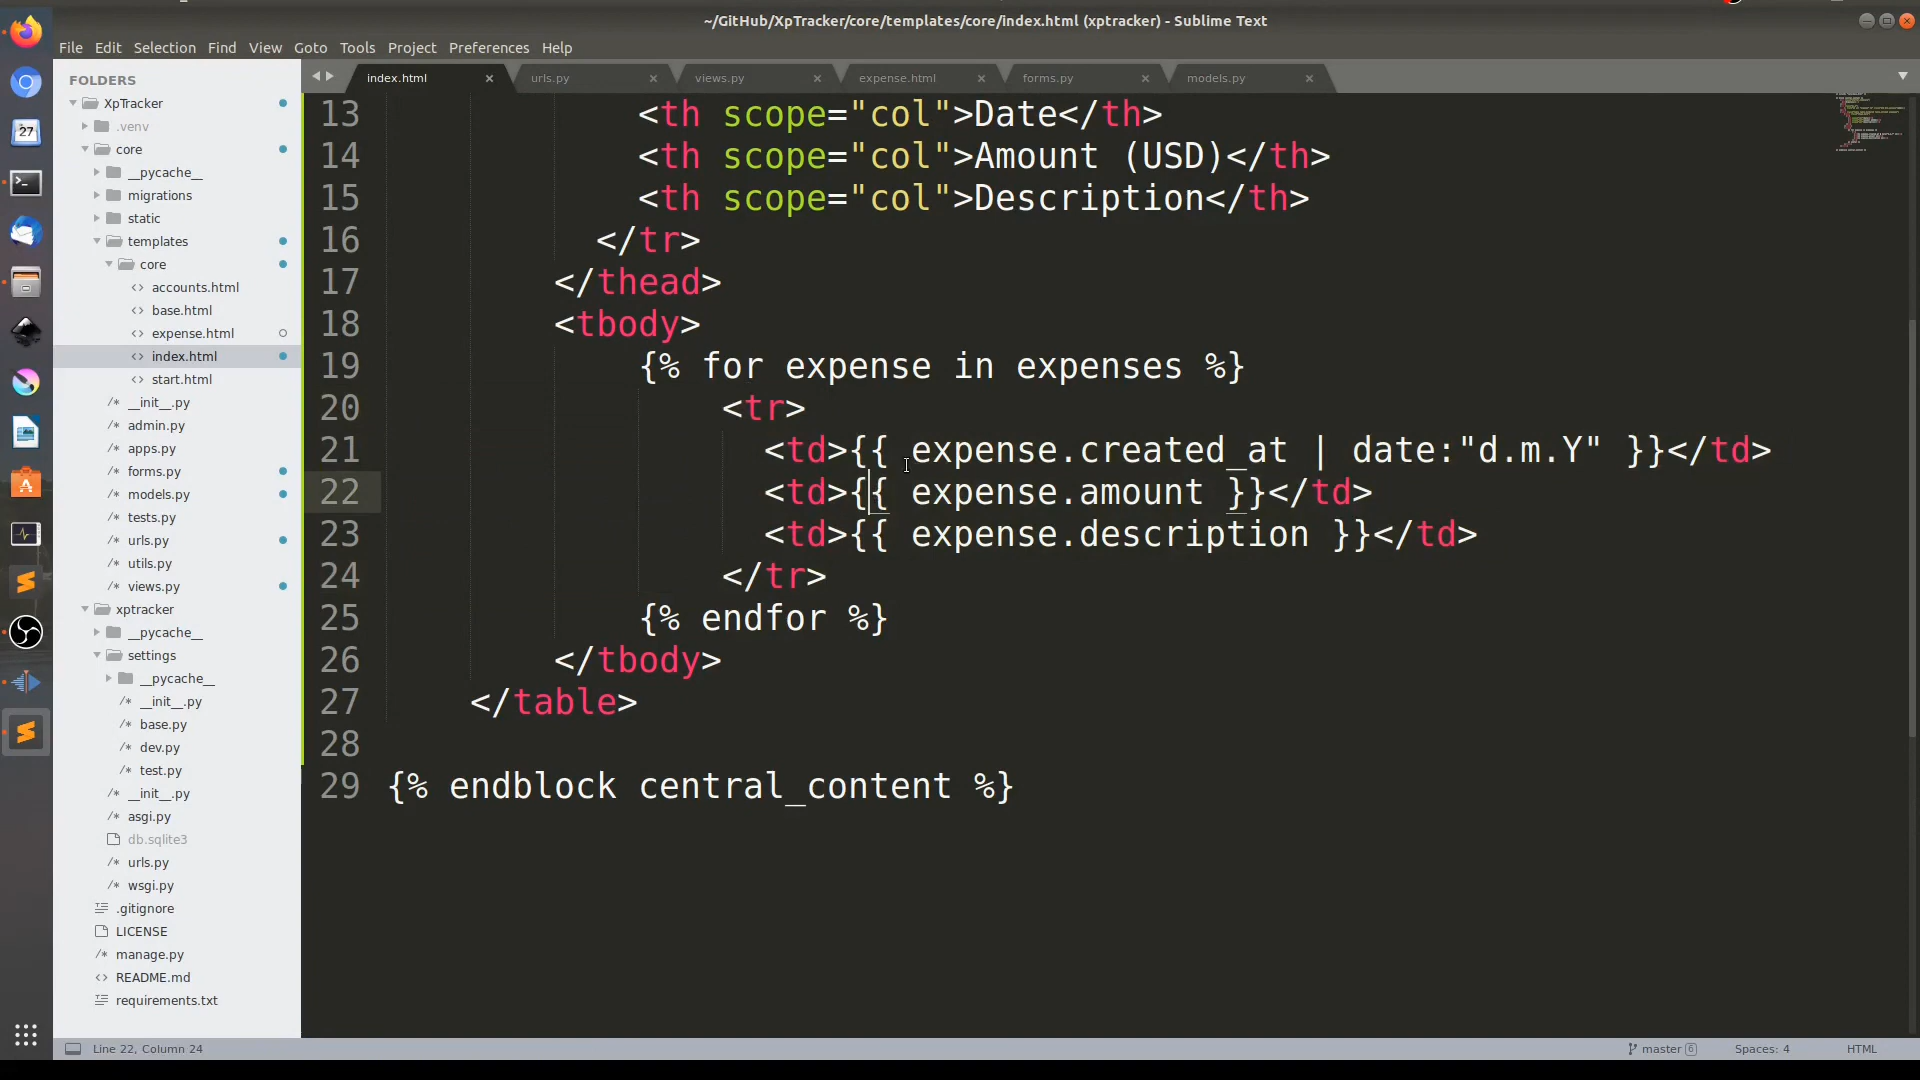 ~/GitHub/XpTracker/core/templates/core/index.html (xptracker) - Sublime Text
File Edit Selection Find View Goto Tools Project Preferences Help
FOLDERS
XpTracker
.venv
core
__pycache__
migrations
static
templates
core
accounts.html
base.html
expense.html
index.html
start.html
__init__.py
admin.py
apps.py
forms.py
models.py
tests.py
urls.py
utils.py
views.py
xptracker
__pycache__
settings
__pycache__
__init__.py
base.py
dev.py
test.py
__init__.py
asgi.py
db.sqlite3
urls.py
wsgi.py
.gitignore
LICENSE
manage.py
README.md
requirements.txt
27
index.html urls.py views.py expense.html forms.py models.py
13 <th scope="col">Date</th>
14 <th scope="col">Amount (USD)</th>
15 <th scope="col">Description</th>
16 </tr>
17 </thead>
18 <tbody>
19 {% for expense in expenses %}
20 <tr>
21 <td>{{ expense.created_at | date:"d.m.Y" }}</td>
22 <td>{{ expense.amount }}</td>
23 <td>{{ expense.description }}</td>
24 </tr>
25 {% endfor %}
26 </tbody>
27 </table>
28
29 {% endblock central_content %}
Line 22, Column 24 master 6 Spaces: 4 HTML